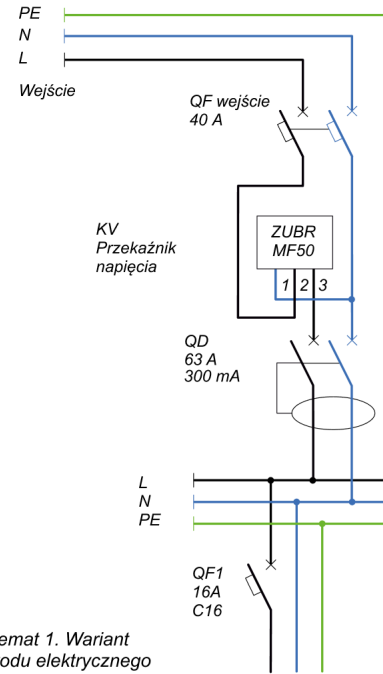 PE
N
L
Wejście
QF wejście
40 A
KV
Przekaźnik
napięcia
ZUBR
MF50
1 2 3
QD
63 A
300 mA
L
N
PE
QF1
16A
C16
emat 1. Wariant
odu elektrycznego